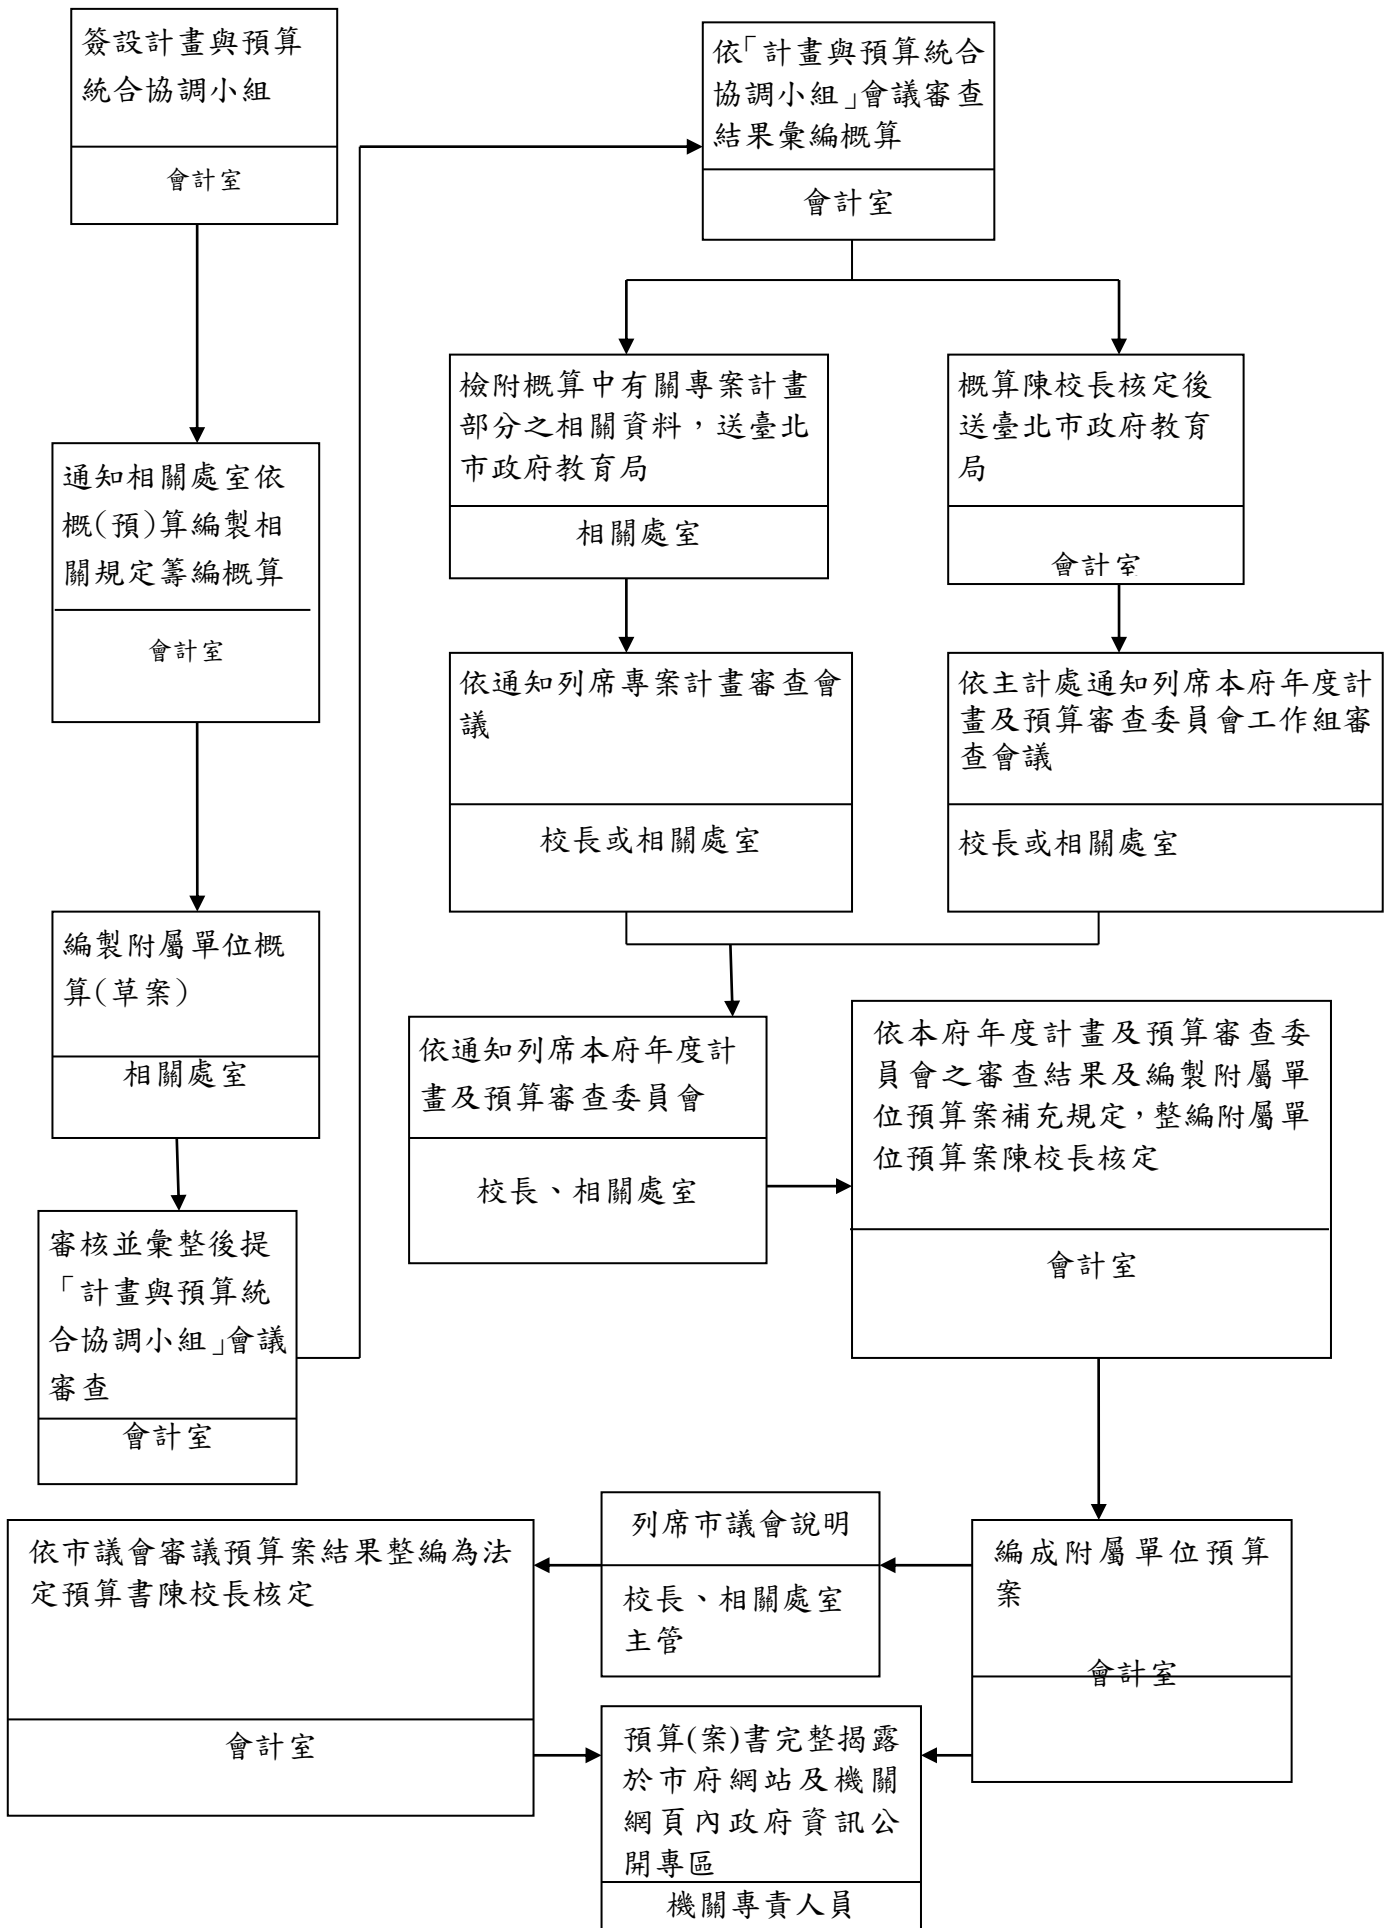 簽設計畫與預算
統合協調小組
會計室
通知相關處室依
概(預)算編製相
關規定籌編概算
會計室
編製附屬單位概
算(草案)
相關處室
審核並彙整後提
「計畫與預算統
合協調小組」會議
審查
會計室
依「計畫與預算統合
協調小組」會議審查
結果彙編概算
會計室
檢附概算中有關專案計畫
部分之相關資料，送臺北
市政府教育局
相關處室
概算陳校長核定後
送臺北市政府教育
局
會計室
依通知列席專案計畫審查會
議
校長或相關處室
依主計處通知列席本府年度計
畫及預算審查委員會工作組審
查會議
校長或相關處室
依通知列席本府年度計
畫及預算審查委員會
校長、相關處室
依本府年度計畫及預算審查委
員會之審查結果及編製附屬單
位預算案補充規定，整編附屬單
位預算案陳校長核定
會計室
編成附屬單位預算
案
會計室
列席市議會說明
校長、相關處室
主管
依市議會審議預算案結果整編為法
定預算書陳校長核定
會計室
預算(案)書完整揭露
於市府網站及機關
網頁內政府資訊公
開專區
機關專責人員